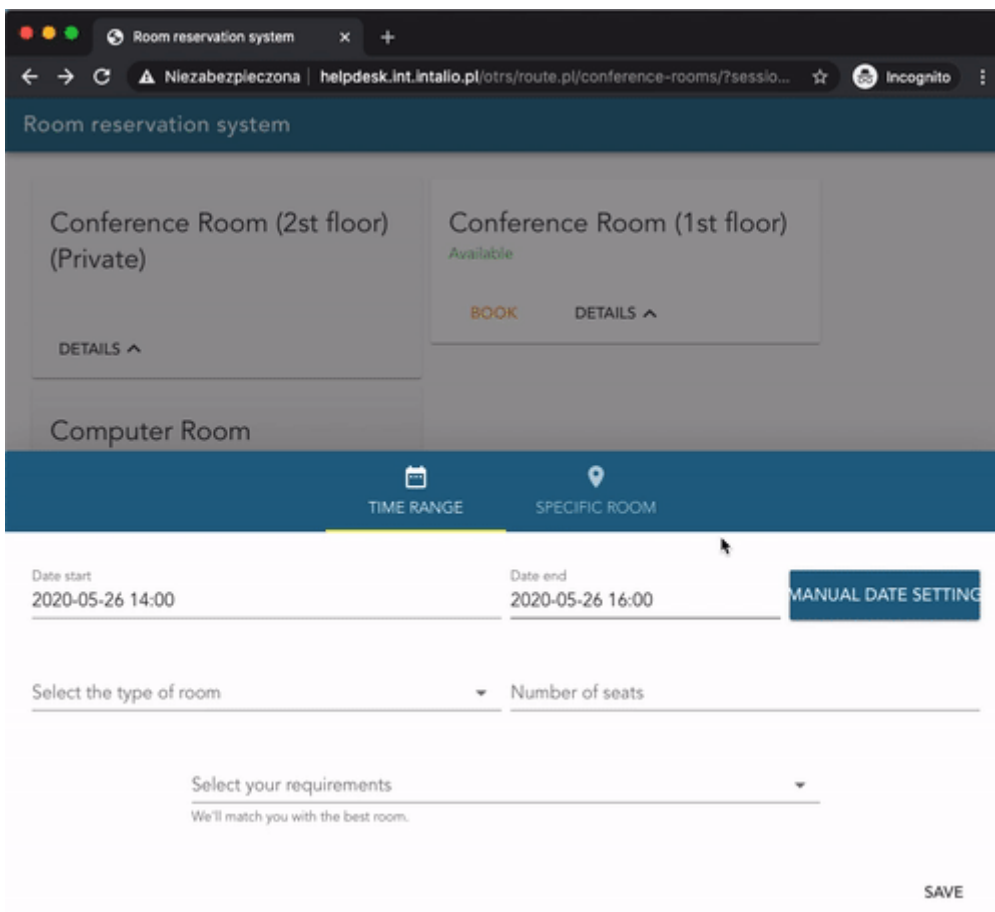 Room reservation system
Niezabezpieczona | helpdesk.int.intalio.pl/otrs/route.pl/conference-rooms/?sessio... Incognito
Room reservation system
Conference Room (2st floor)
(Private)
DETAILS
Conference Room (1st floor)
Available
BOOK DETAILS
Computer Room
TIME RANGE SPECIFIC ROOM
Date start
2020-05-26 14:00
Date end
2020-05-26 16:00
MANUAL DATE SETTING
Select the type of room
Number of seats
Select your requirements
We'll match you with the best room.
SAVE